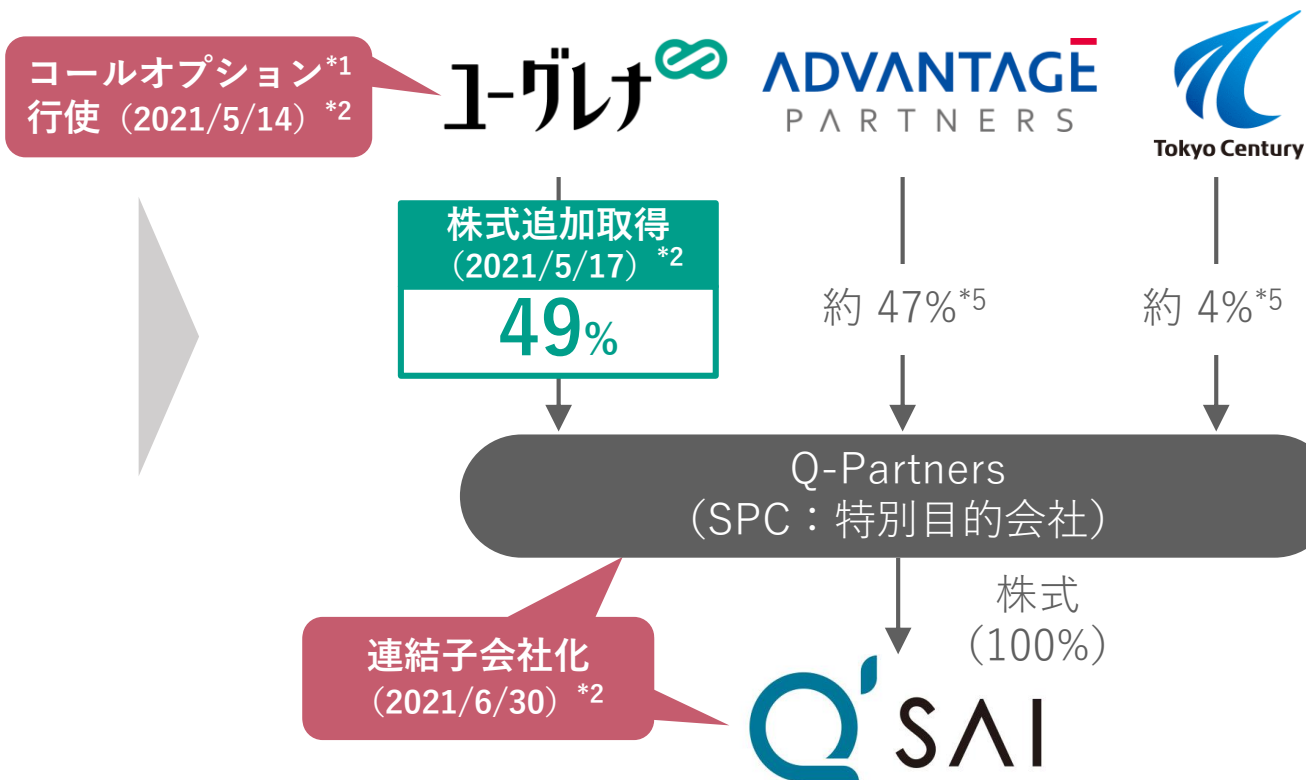 コールオプション*1
行使（2021/5/14）*2
ユーグレナ
ADVANTAGE
PARTNERS
Tokyo Century
株式追加取得
（2021/5/17）*2
49%
約 47%*5
約 4%*5
Q-Partners
（SPC：特別目的会社）
株式
(100%)
連結子会社化
（2021/6/30）*2
Q'SAI